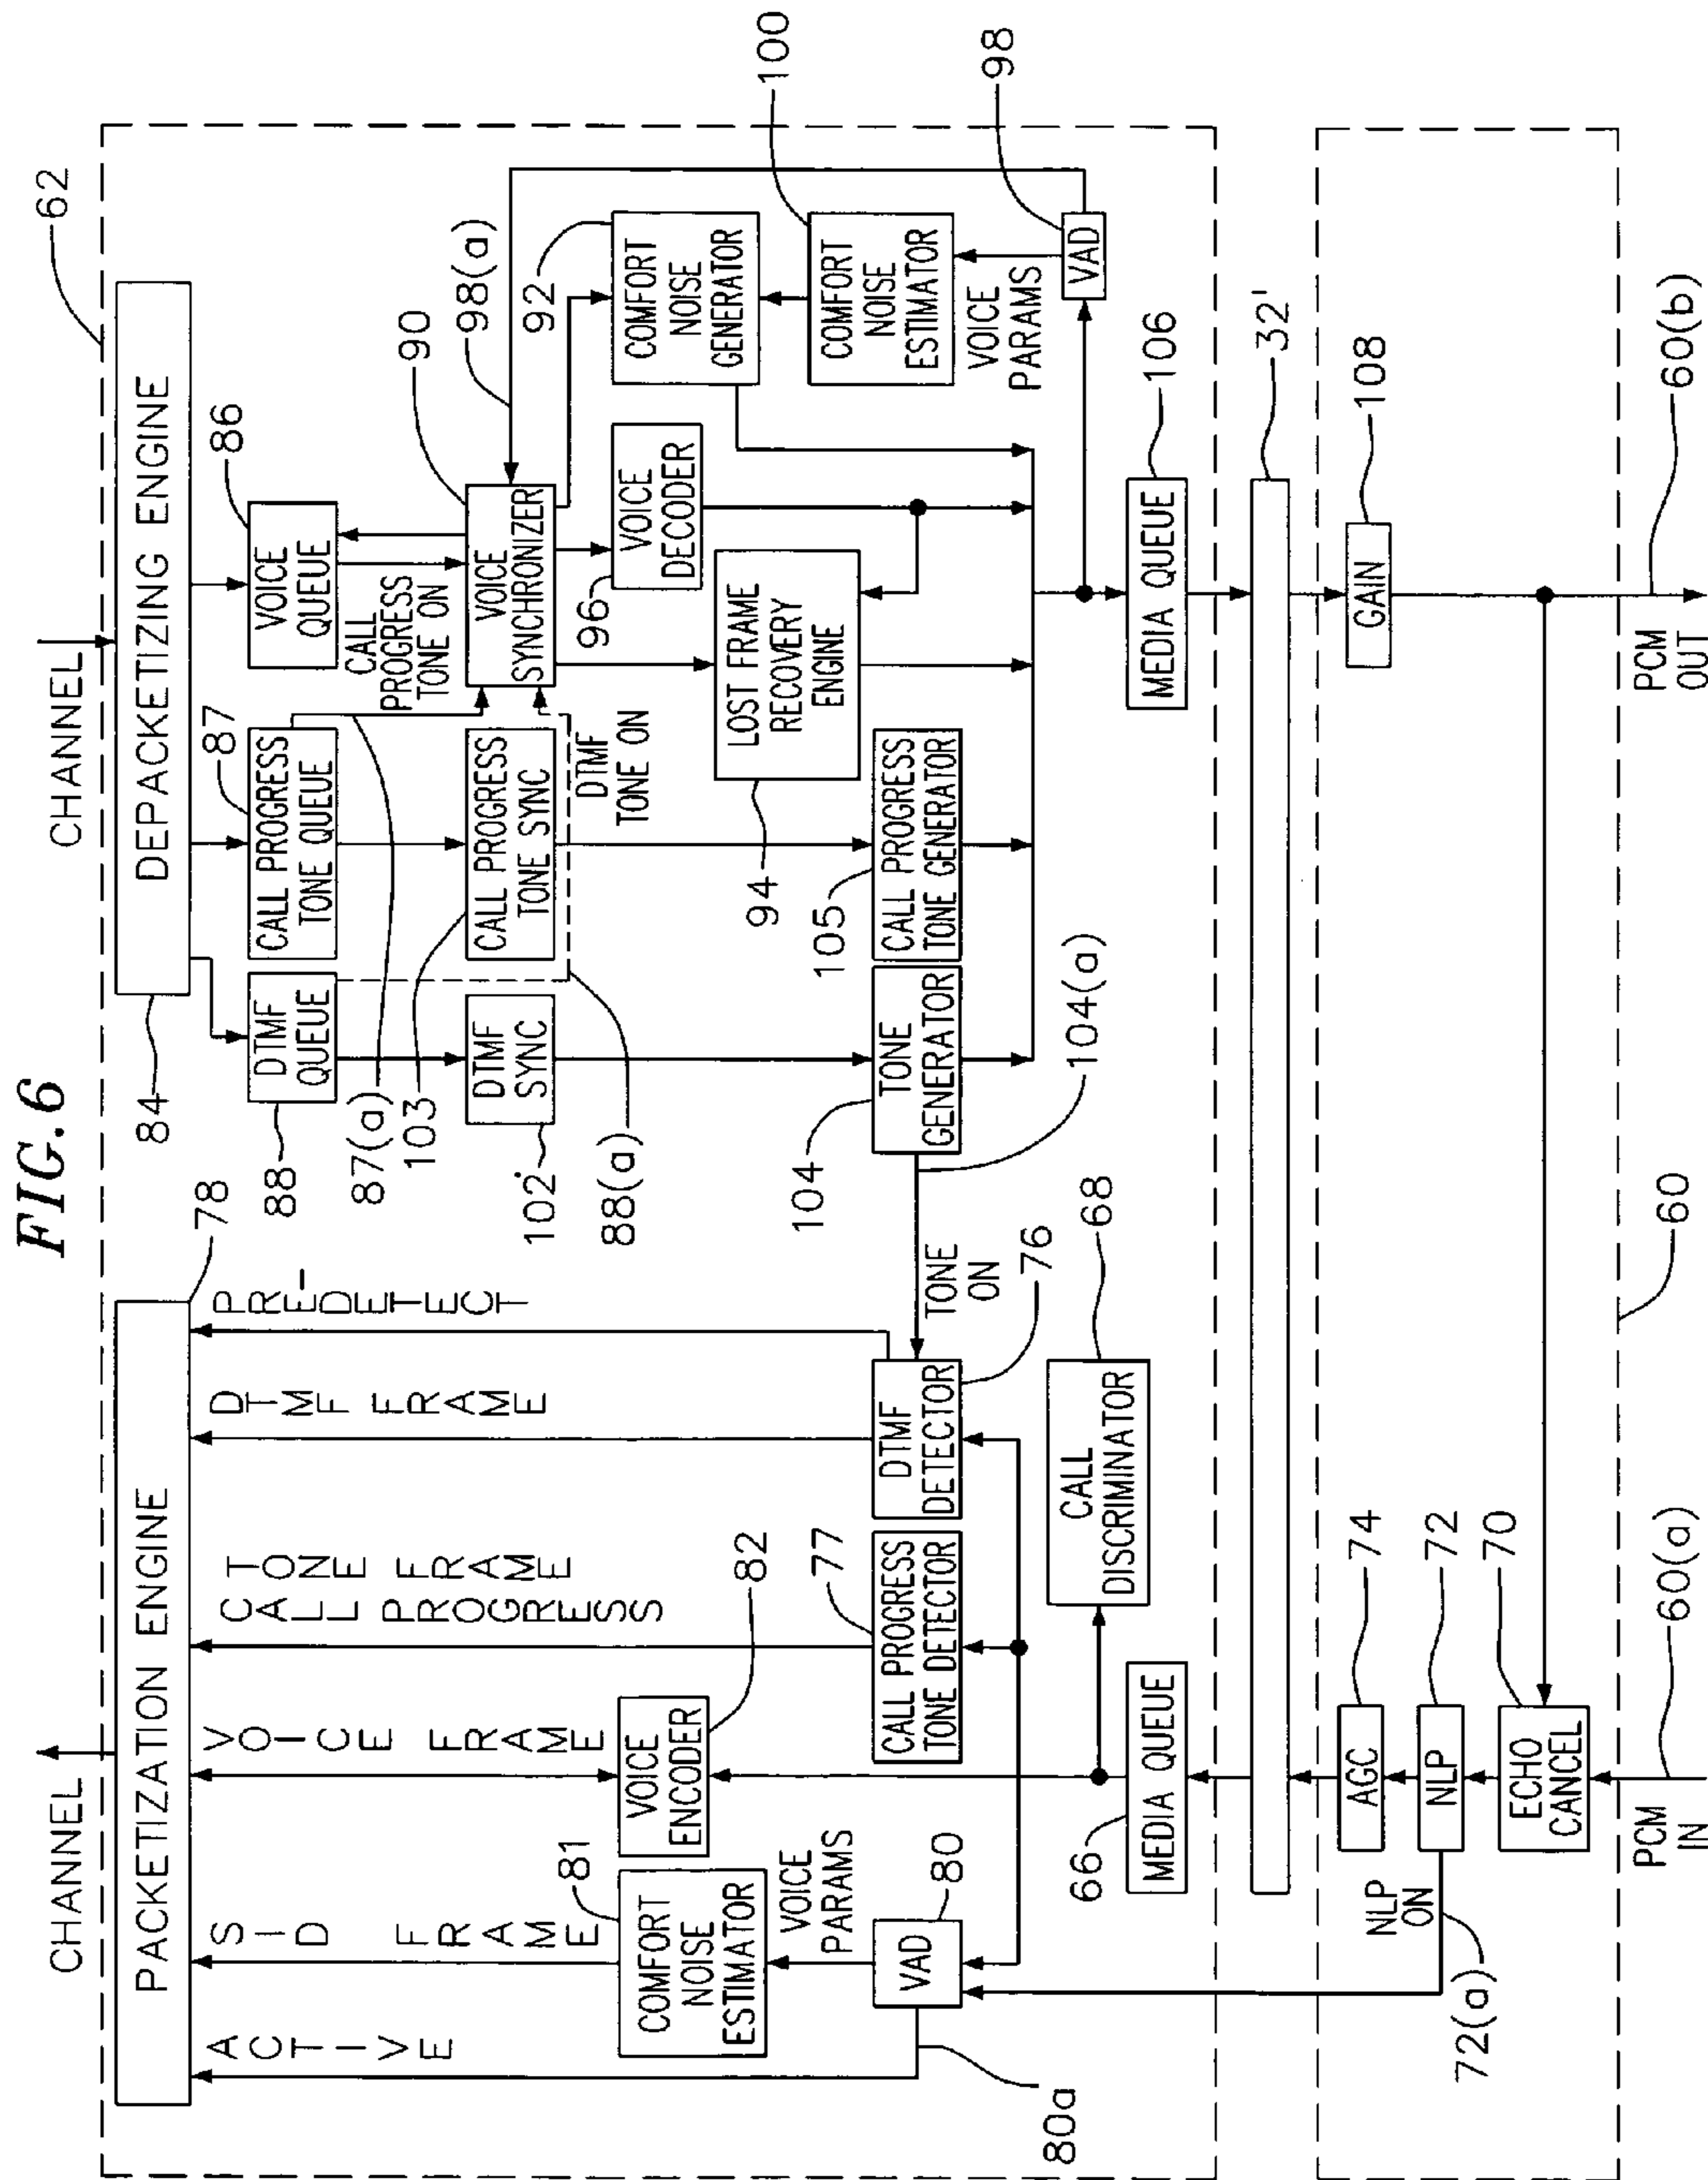 FIG.6
CHANNEL
CHANNEL
62
78
84
PACKETIZATION ENGINE
DEPACKETIZING ENGINE
ACTIVE
SID FRAME
VOICE FRAME
CALL PROGRESS
TONE FRAME
DTMF FRAME
PRE-
DETECT
88
DTMF
QUEUE
87
CALL PROGRESS
TONE QUEUE
86
VOICE
QUEUE
87(a)
CALL
PROGRESS
TONE ON
90
98(a)
103
102
DTMF
SYNC
CALL PROGRESS
TONE SYNC
VOICE
SYNCHRONIZER
88(a)
DTMF
TONE ON
81
COMFORT
NOISE
ESTIMATOR
82
VOICE
ENCODER
96
VOICE
DECODER
92
COMFORT
NOISE
GENERATOR
94
LOST FRAME
RECOVERY
ENGINE
100
COMFORT
NOISE
ESTIMATOR
VOICE
PARAMS
VOICE
PARAMS
80
VAD
77
CALL PROGRESS
TONE DETECTOR
DTMF
DETECTOR
76
TONE
ON
104
TONE
GENERATOR
104(a)
105
CALL PROGRESS
TONE GENERATOR
98
VAD
80a
68
CALL
DISCRIMINATOR
66
MEDIA QUEUE
MEDIA QUEUE
106
32'
NLP
ON
72(a)
AGC
74
NLP
72
ECHO
CANCEL
70
GAIN
108
PCM
IN
60(a)
60
PCM
OUT
60(b)